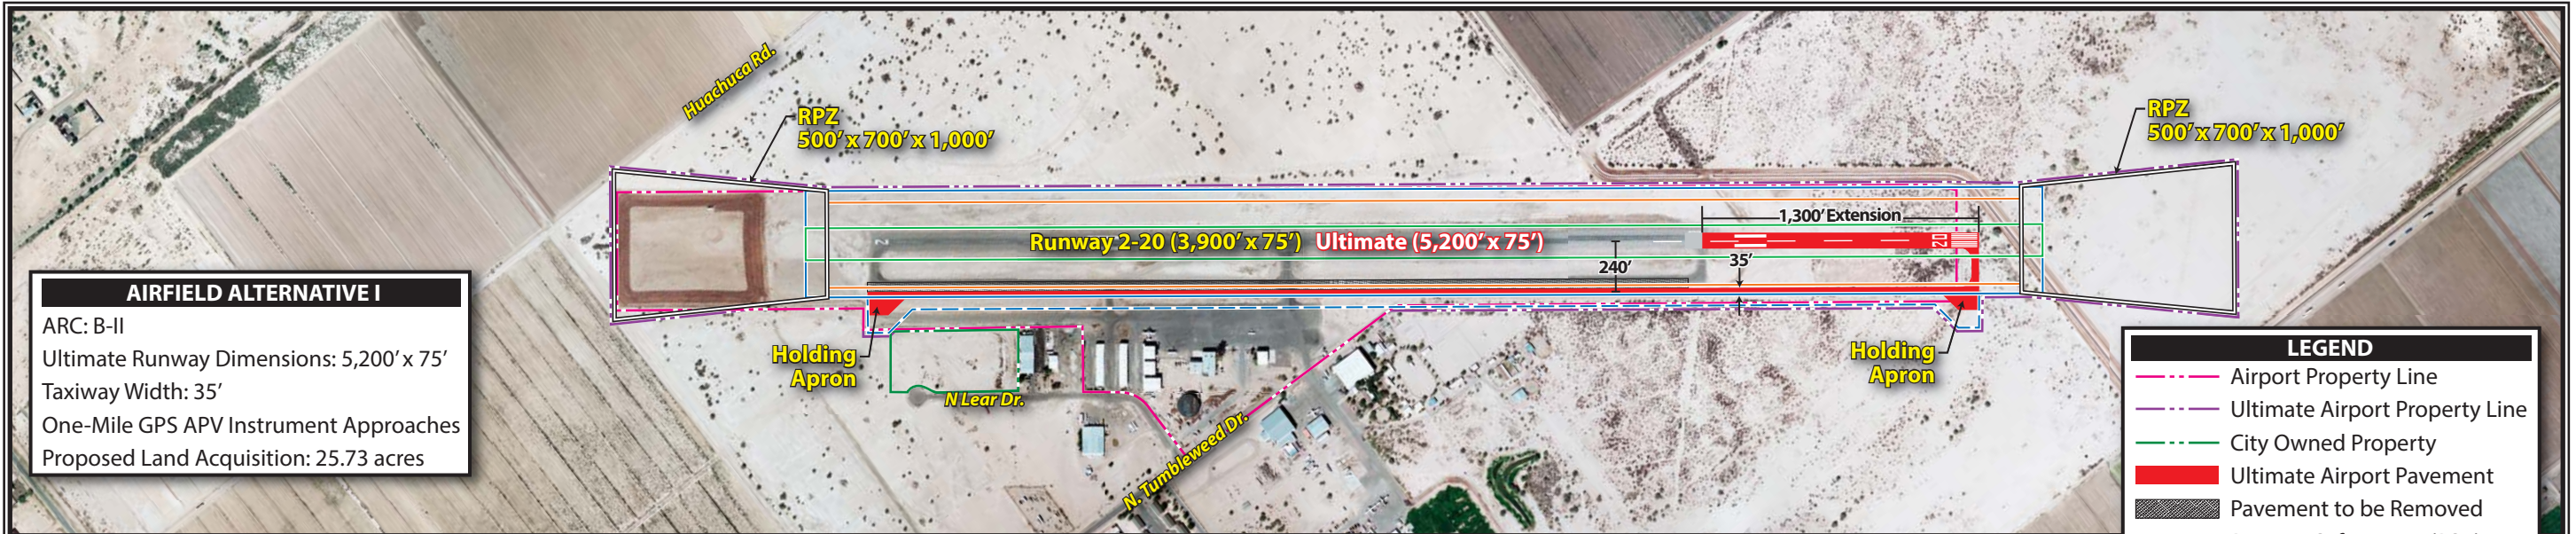 Huachuca Rd.
RPZ
500' x 700' x 1,000'
RPZ
500' x 700' x 1,000'
1,300' Extension
2
Runway 2-20 (3,900' x 75') Ultimate (5,200' x 75')
20
240'
35'
AIRFIELD ALTERNATIVE I
ARC: B-II
Ultimate Runway Dimensions: 5,200' x 75'
Taxiway Width: 35'
One-Mile GPS APV Instrument Approaches
Proposed Land Acquisition: 25.73 acres
Holding
Apron
N Lear Dr.
N. Tumbleweed Dr.
Holding
Apron
LEGEND
Airport Property Line
Ultimate Airport Property Line
City Owned Property
Ultimate Airport Pavement
Pavement to be Removed